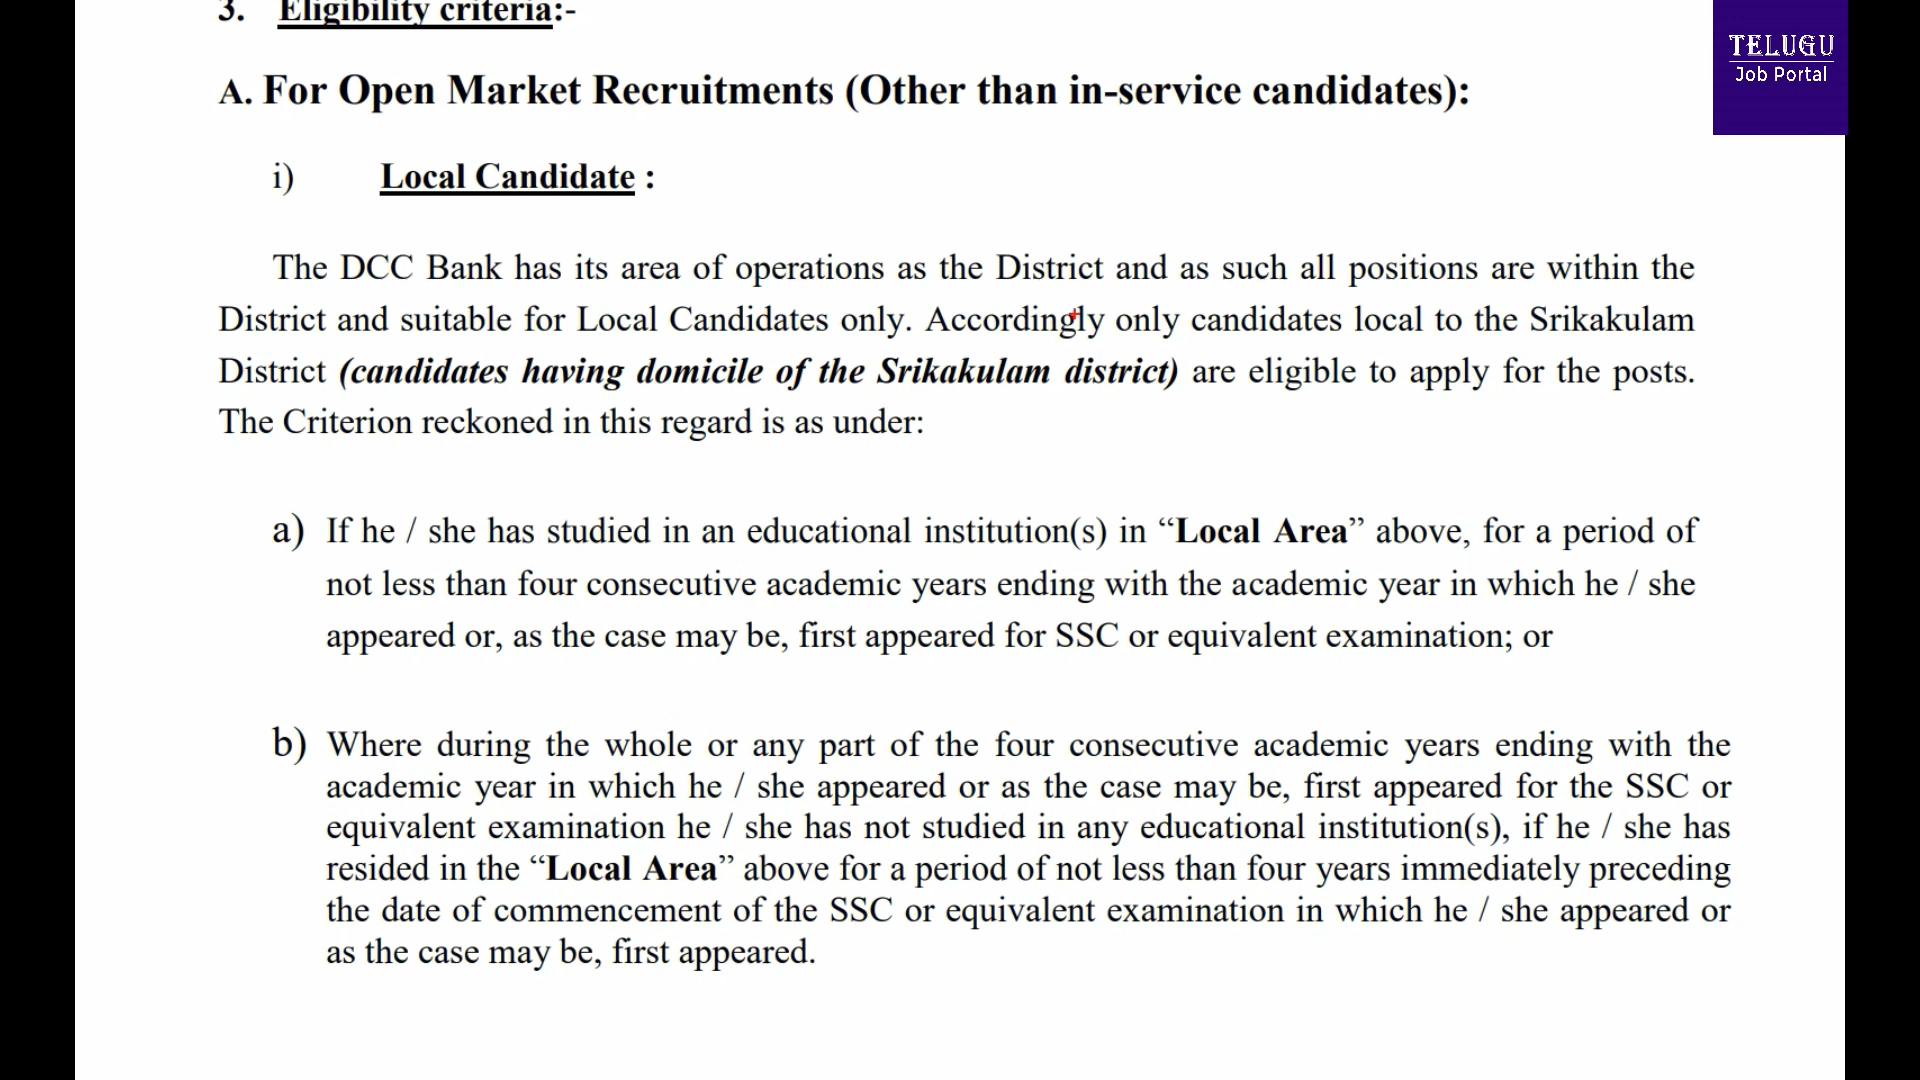 3. Eligibility criteria:-
TELUGU
Job Portal
A. For Open Market Recruitments (Other than in-service candidates):
i) Local Candidate :
The DCC Bank has its area of operations as the District and as such all positions are within the
District and suitable for Local Candidates only. Accordingly only candidates local to the Srikakulam
District (candidates having domicile of the Srikakulam district) are eligible to apply for the posts.
The Criterion reckoned in this regard is as under:
a) If he / she has studied in an educational institution(s) in “Local Area” above, for a period of
not less than four consecutive academic years ending with the academic year in which he / she
appeared or, as the case may be, first appeared for SSC or equivalent examination; or
b) Where during the whole or any part of the four consecutive academic years ending with the
academic year in which he / she appeared or as the case may be, first appeared for the SSC or
equivalent examination he / she has not studied in any educational institution(s), if he / she has
resided in the “Local Area” above for a period of not less than four years immediately preceding
the date of commencement of the SSC or equivalent examination in which he / she appeared or
as the case may be, first appeared.